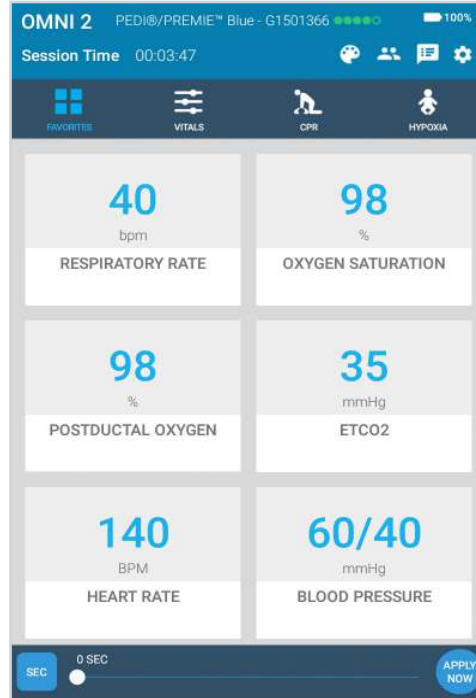 OMNI 2 PEDI®/PREMIE™ Blue - G1501366 100%
Session Time 00:03:47
FAVORITES VITALS CPR HYPOXIA
40 98
bpm %
RESPIRATORY RATE OXYGEN SATURATION
98 35
% mmHg
POSTDUCTAL OXYGEN ETCO2
140 60/40
BPM mmHg
HEART RATE BLOOD PRESSURE
SEC 0 SEC APPLY
NOW